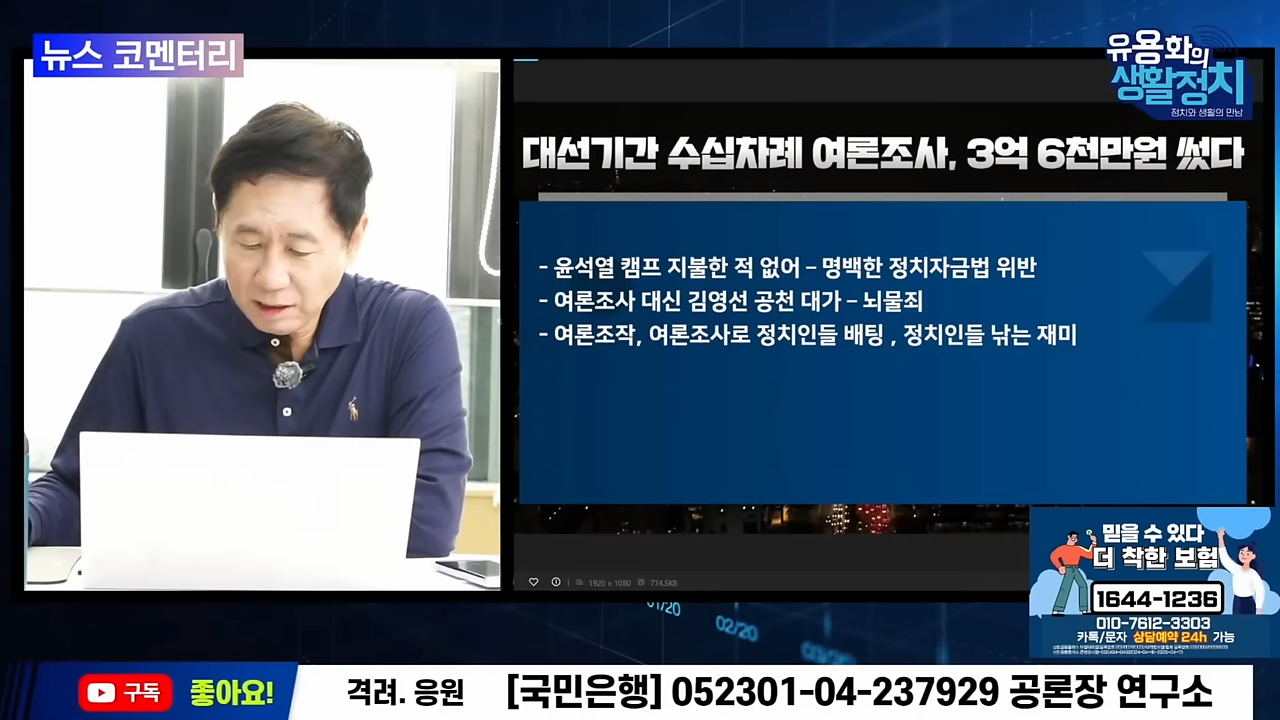 뉴스 코멘터리
유용화의
생활정치
정치와 생활의 만남
대선기간 수십차례 여론조사, 3억 6천만원 썼다
- 윤석열 캠프 지불한 적 없어 – 명백한 정치자금법 위반
- 여론조사 대신 김영선 공천 대가 – 뇌물죄
- 여론조작, 여론조사로 정치인들 배팅 , 정치인들 낚는 재미
1920 x 1080 774.5KB
01/20
02/20
믿을 수 있다
더 착한 보험
1644-1236
010-7612-3303
카톡/문자 상담예약 24h 가능
구독 좋아요! 격려. 응원 [국민은행] 052301-04-237929 공론장 연구소